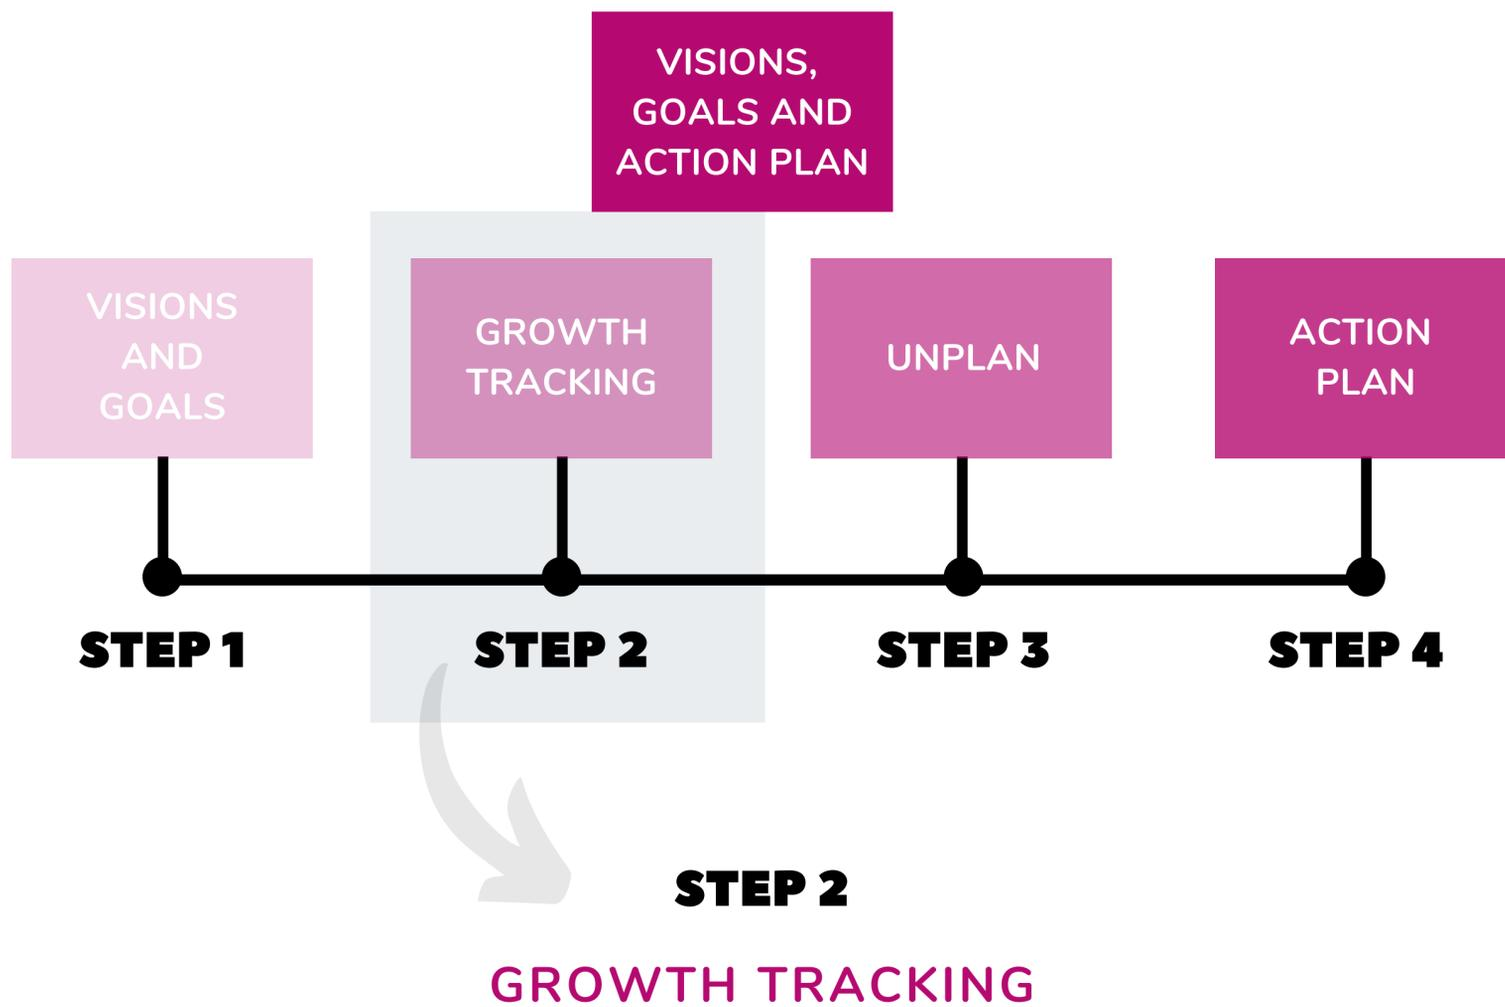 VISIONS,
GOALS AND
ACTION PLAN
VISIONS
AND
GOALS
GROWTH
TRACKING
UNPLAN
ACTION
PLAN
STEP 1
STEP 2
STEP 3
STEP 4
STEP 2
GROWTH TRACKING